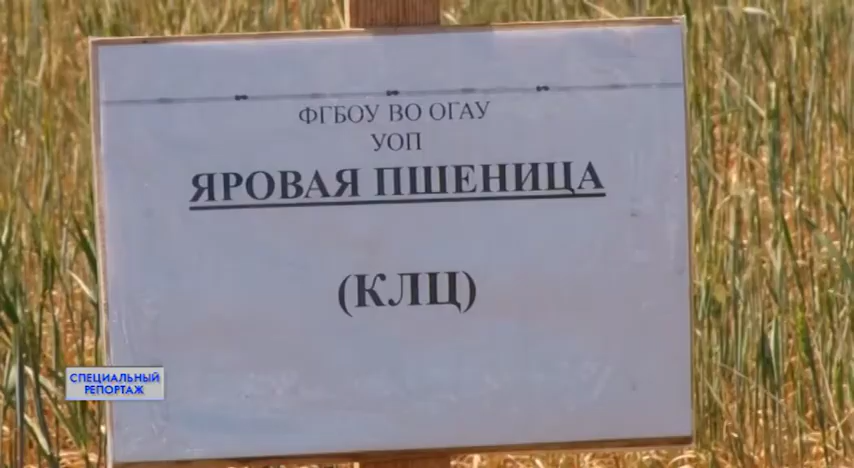 ФГБОУ ВО ОГАУ
УОП
ЯРОВАЯ ПШЕНИЦА
(КЛЦ)
СПЕЦИАЛЬНЫЙ
РЕПОРТАЖ